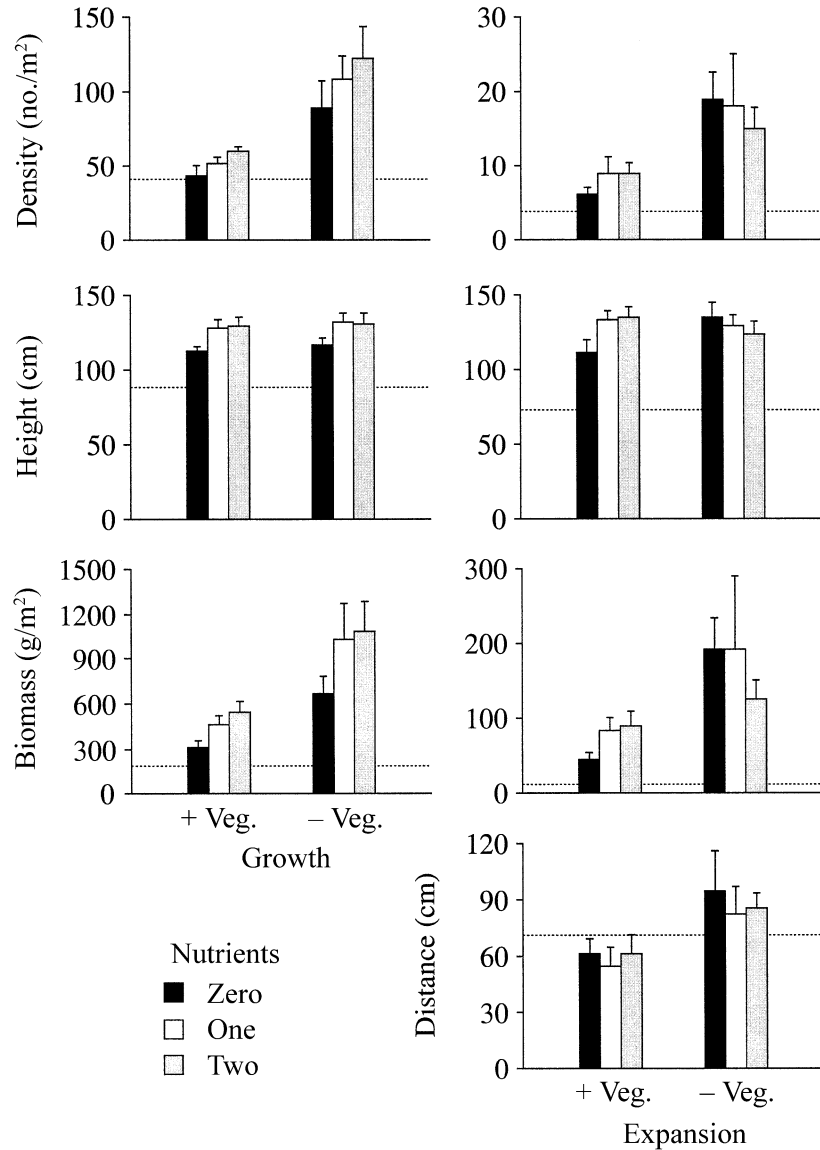 Density (no./m²)
150
100
50
0
30
20
10
0
Height (cm)
150
100
50
0
150
100
50
0
Biomass (g/m²)
1500
1200
900
600
300
0
+ Veg. – Veg.
Growth
300
200
100
0
Distance (cm)
120
90
60
30
0
+ Veg. – Veg.
Expansion
Nutrients
Zero
One
Two